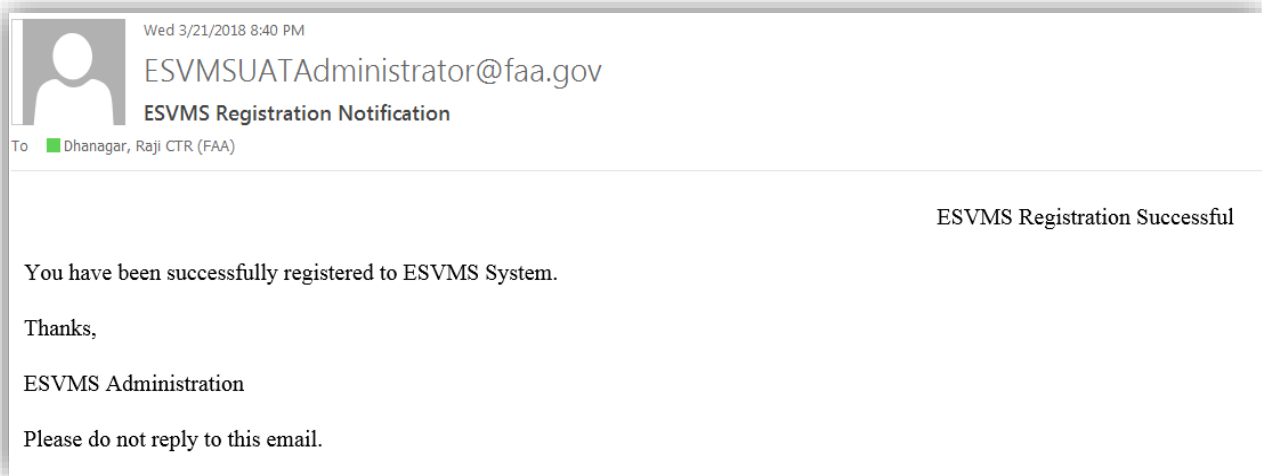 Wed 3/21/2018 8:40 PM
ESVMSUATAdministrator@faa.gov
ESVMS Registration Notification
To Dhanagar, Raji CTR (FAA)
ESVMS Registration Successful
You have been successfully registered to ESVMS System.
Thanks,
ESVMS Administration
Please do not reply to this email.